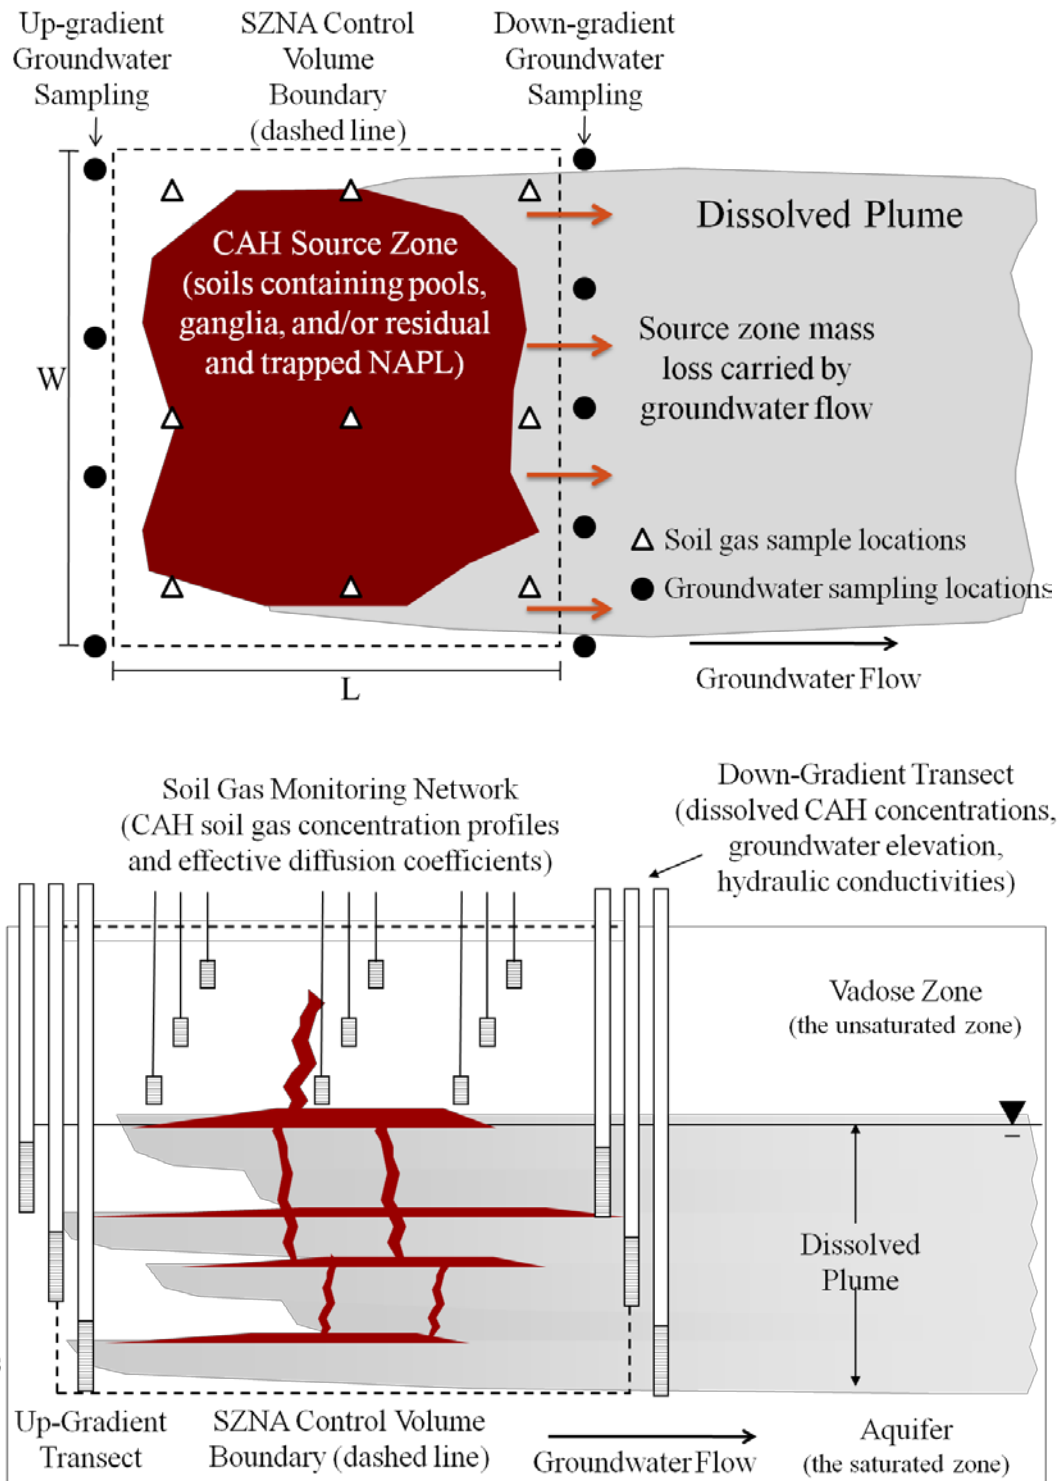 Up-gradient
Groundwater
Sampling
SZNA Control
Volume
Boundary
(dashed line)
Down-gradient
Groundwater
Sampling
W
CAH Source Zone
(soils containing pools,
ganglia, and/or residual
and trapped NAPL)
Dissolved Plume
Source zone mass
loss carried by
groundwater flow
Soil gas sample locations
Groundwater sampling locations
L
Groundwater Flow
Soil Gas Monitoring Network
(CAH soil gas concentration profiles
and effective diffusion coefficients)
Down-Gradient Transect
(dissolved CAH concentrations,
groundwater elevation,
hydraulic conductivities)
Vadose Zone
(the unsaturated zone)
Dissolved
Plume
Up-Gradient
Transect
SZNA Control Volume
Boundary (dashed line)
Groundwater Flow
Aquifer
(the saturated zone)